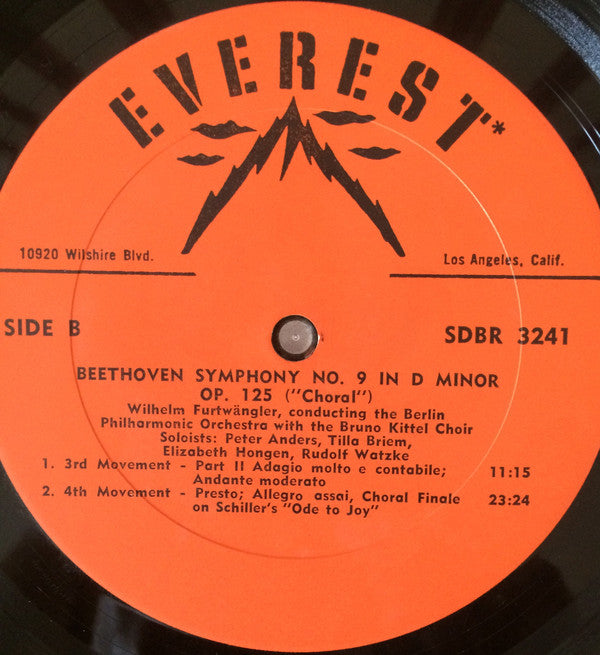 EVEREST*
10920 Wilshire Blvd.
Los Angeles, Calif.
SIDE B
SDBR 3241
BEETHOVEN SYMPHONY NO. 9 IN D MINOR
OP. 125 ("Choral")
Wilhelm Furtwängler, conducting the Berlin
Philharmonic Orchestra with the Bruno Kittel Choir
Soloists: Peter Anders, Tilla Briem,
Elizabeth Hongen, Rudolf Watzke
1. 3rd Movement - Part II Adagio molto e contabile; 11:15
Andante moderato
2. 4th Movement - Presto; Allegro assai, Choral Finale 23:24
on Schiller's "Ode to Joy"